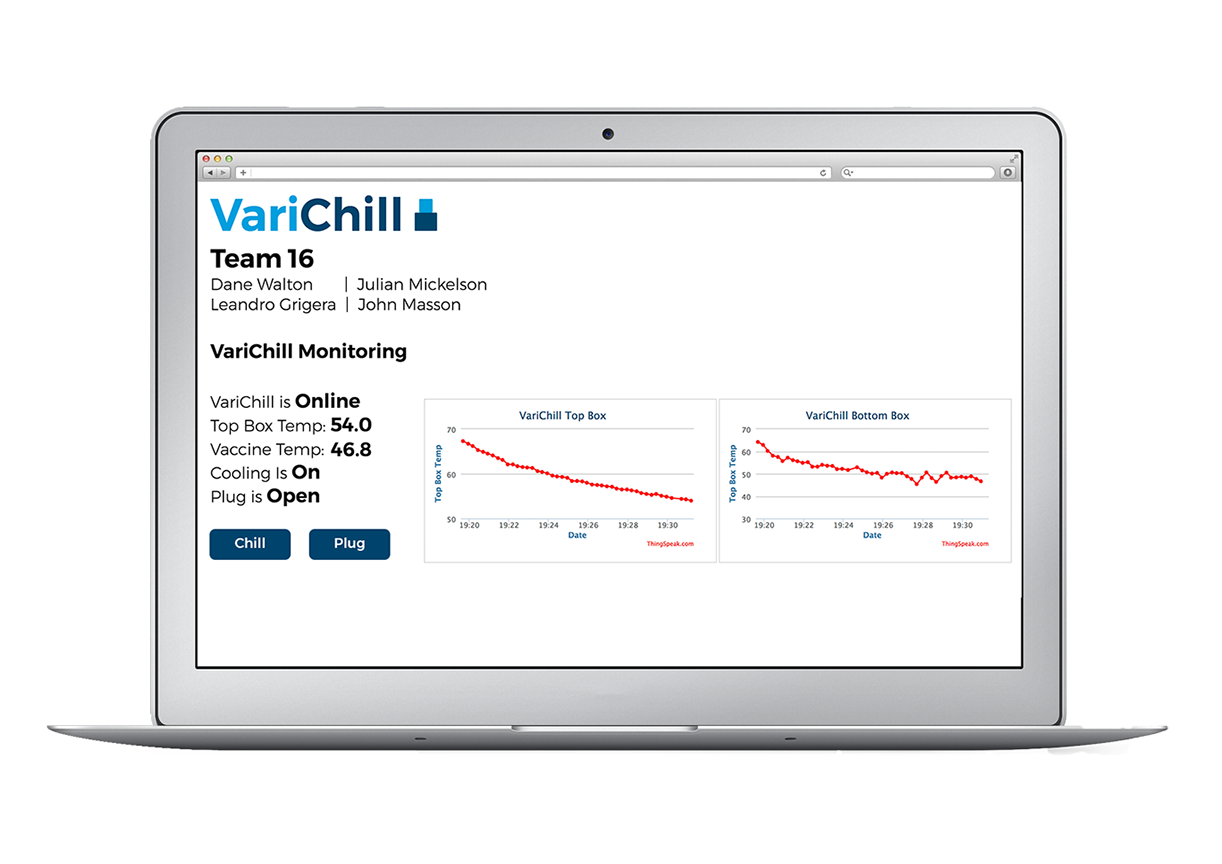 VariChill
Team 16
Dane Walton | Julian Mickelson
Leandro Grigera | John Masson
VariChill Monitoring
VariChill is Online
Top Box Temp: 54.0
Vaccine Temp: 46.8
Cooling Is On
Plug is Open
Chill
Plug
VariChill Top Box
Top Box Temp
70
60
50
19:20 19:22 19:24 19:26 19:28 19:30
Date
ThingSpeak.com
VariChill Bottom Box
Top Box Temp
70
60
50
40
30
19:20 19:22 19:24 19:26 19:28 19:30
Date
ThingSpeak.com